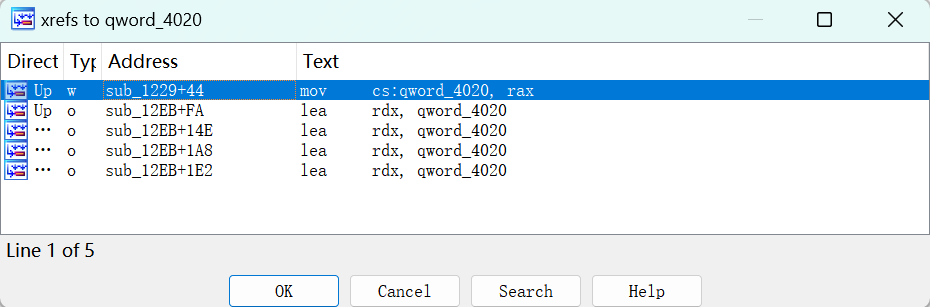 xrefs to qword_4020
Direct Typ Address Text
Up w sub_1229+44 mov cs:qword_4020, rax
Up o sub_12EB+FA lea rdx, qword_4020
… o sub_12EB+14E lea rdx, qword_4020
… o sub_12EB+1A8 lea rdx, qword_4020
… o sub_12EB+1E2 lea rdx, qword_4020
Line 1 of 5
OK Cancel Search Help